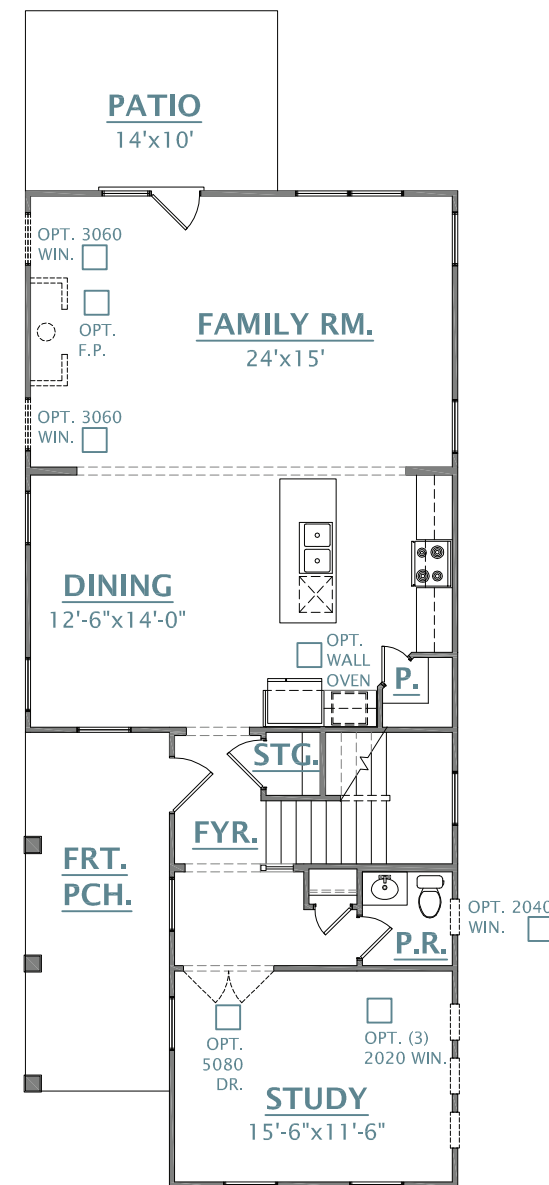 PATIO
14'x10'
OPT. 3060
WIN.
OPT.
F.P.
FAMILY RM.
24'x15'
OPT. 3060
WIN.
DINING
12'-6"x14'-0"
OPT.
WALL
OVEN
P.
STG.
FYR.
FRT.
PCH.
P.R.
OPT. 2040
WIN.
OPT.
5080
DR.
OPT. (3)
2020 WIN.
STUDY
15'-6"x11'-6"